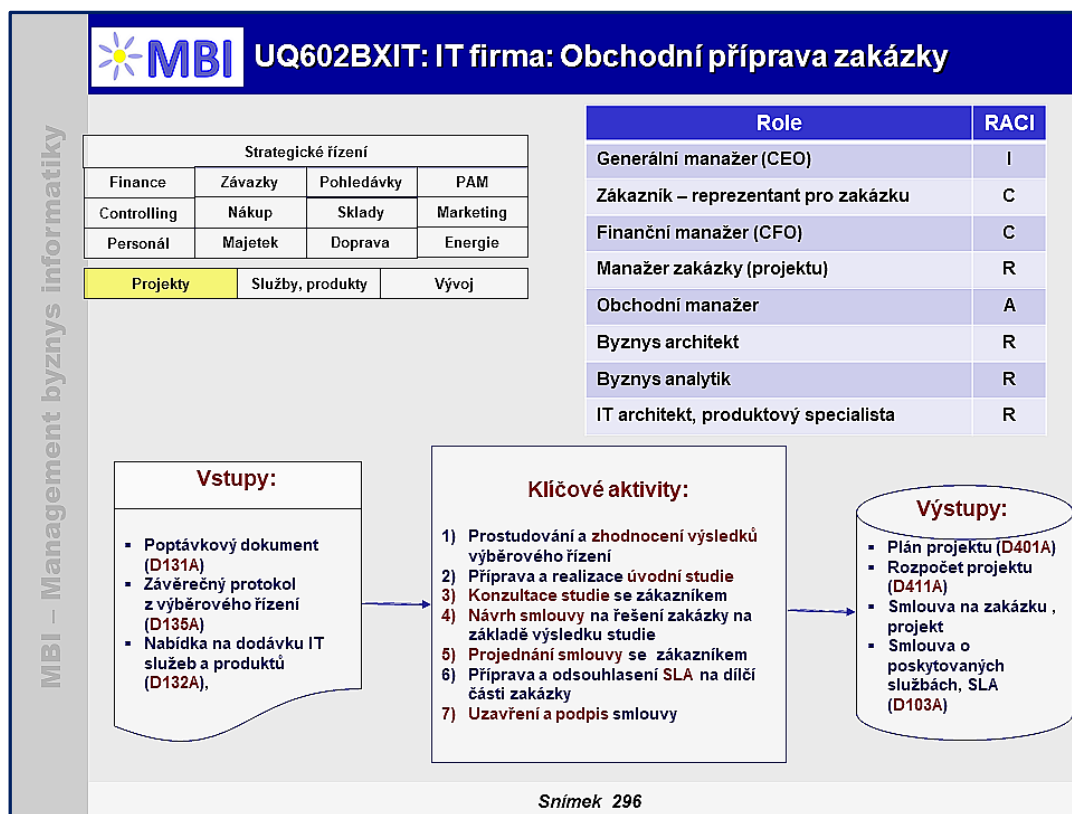 MBI
UQ602BXIT: IT firma: Obchodní příprava zakázky
MBI – Management byznys informatiky
Strategické řízení
Finance Závazky Pohledávky PAM
Controlling Nákup Sklady Marketing
Personál Majetek Doprava Energie
Projekty Služby, produkty Vývoj
Role RACI
Generální manažer (CEO) I
Zákazník – reprezentant pro zakázku C
Finanční manažer (CFO) C
Manažer zakázky (projektu) R
Obchodní manažer A
Byznys architekt R
Byznys analytik R
IT architekt, produktový specialista R
Vstupy:
▪ Poptávkový dokument
(D131A)
▪ Závěrečný protokol
z výběrového řízení
(D135A)
▪ Nabídka na dodávku IT
služeb a produktů
(D132A),
Klíčové aktivity:
1) Prostudování a zhodnocení výsledků
výběrového řízení
2) Příprava a realizace úvodní studie
3) Konzultace studie se zákazníkem
4) Návrh smlouvy na řešení zakázky na
základě výsledku studie
5) Projednání smlouvy se zákazníkem
6) Příprava a odsouhlasení SLA na dílčí
části zakázky
7) Uzavření a podpis smlouvy
Výstupy:
▪ Plán projektu (D401A)
▪ Rozpočet projektu
(D411A)
▪ Smlouva na zakázku ,
projekt
▪ Smlouva o
poskytovaných
službách, SLA
(D103A)
Snímek 296